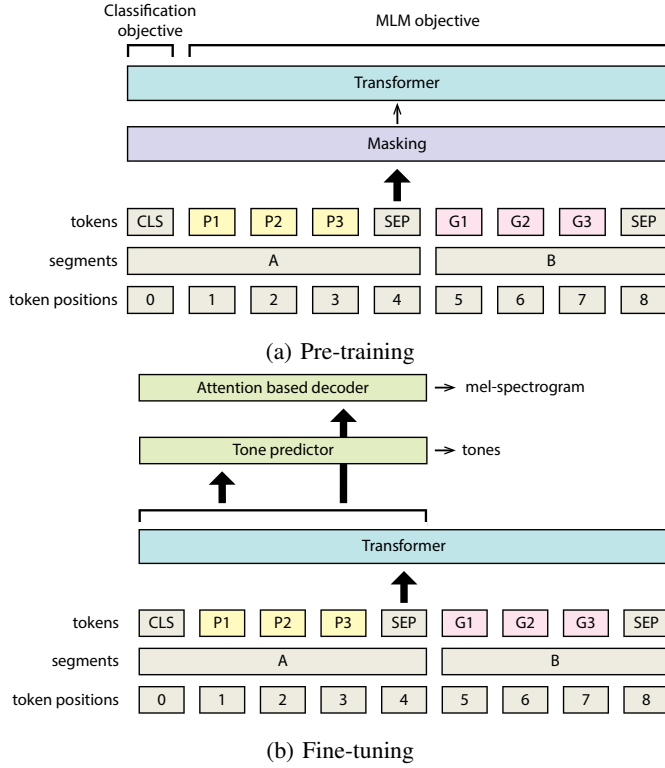 Classification
objective
MLM objective
Transformer
Masking
tokens CLS P1 P2 P3 SEP G1 G2 G3 SEP
segments A B
token positions 0 1 2 3 4 5 6 7 8
(a) Pre-training
Attention based decoder mel-spectrogram
Tone predictor tones
Transformer
tokens CLS P1 P2 P3 SEP G1 G2 G3 SEP
segments A B
token positions 0 1 2 3 4 5 6 7 8
(b) Fine-tuning